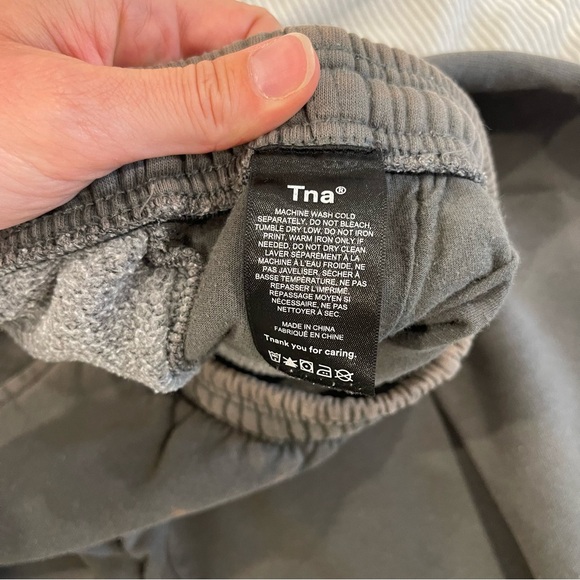 Tna®
MACHINE WASH COLD
SEPARATELY. DO NOT BLEACH,
TUMBLE DRY LOW. DO NOT IRON
PRINT, WARM IRON ONLY IF
NEEDED, DO NOT DRY CLEAN
LAVER SÉPARÉMENT À LA
MACHINE À L'EAU FROIDE, NE
PAS JAVELISER, SÉCHER À
BASSE TEMPÉRATURE, NE PAS
REPASSER L'IMPRIMÉ.
REPASSAGE MOYEN SI
NÉCESSAIRE, NE PAS
NETTOYER À SEC.
MADE IN CHINA
FABRIQUÉ EN CHINE
Tnank you for caring.